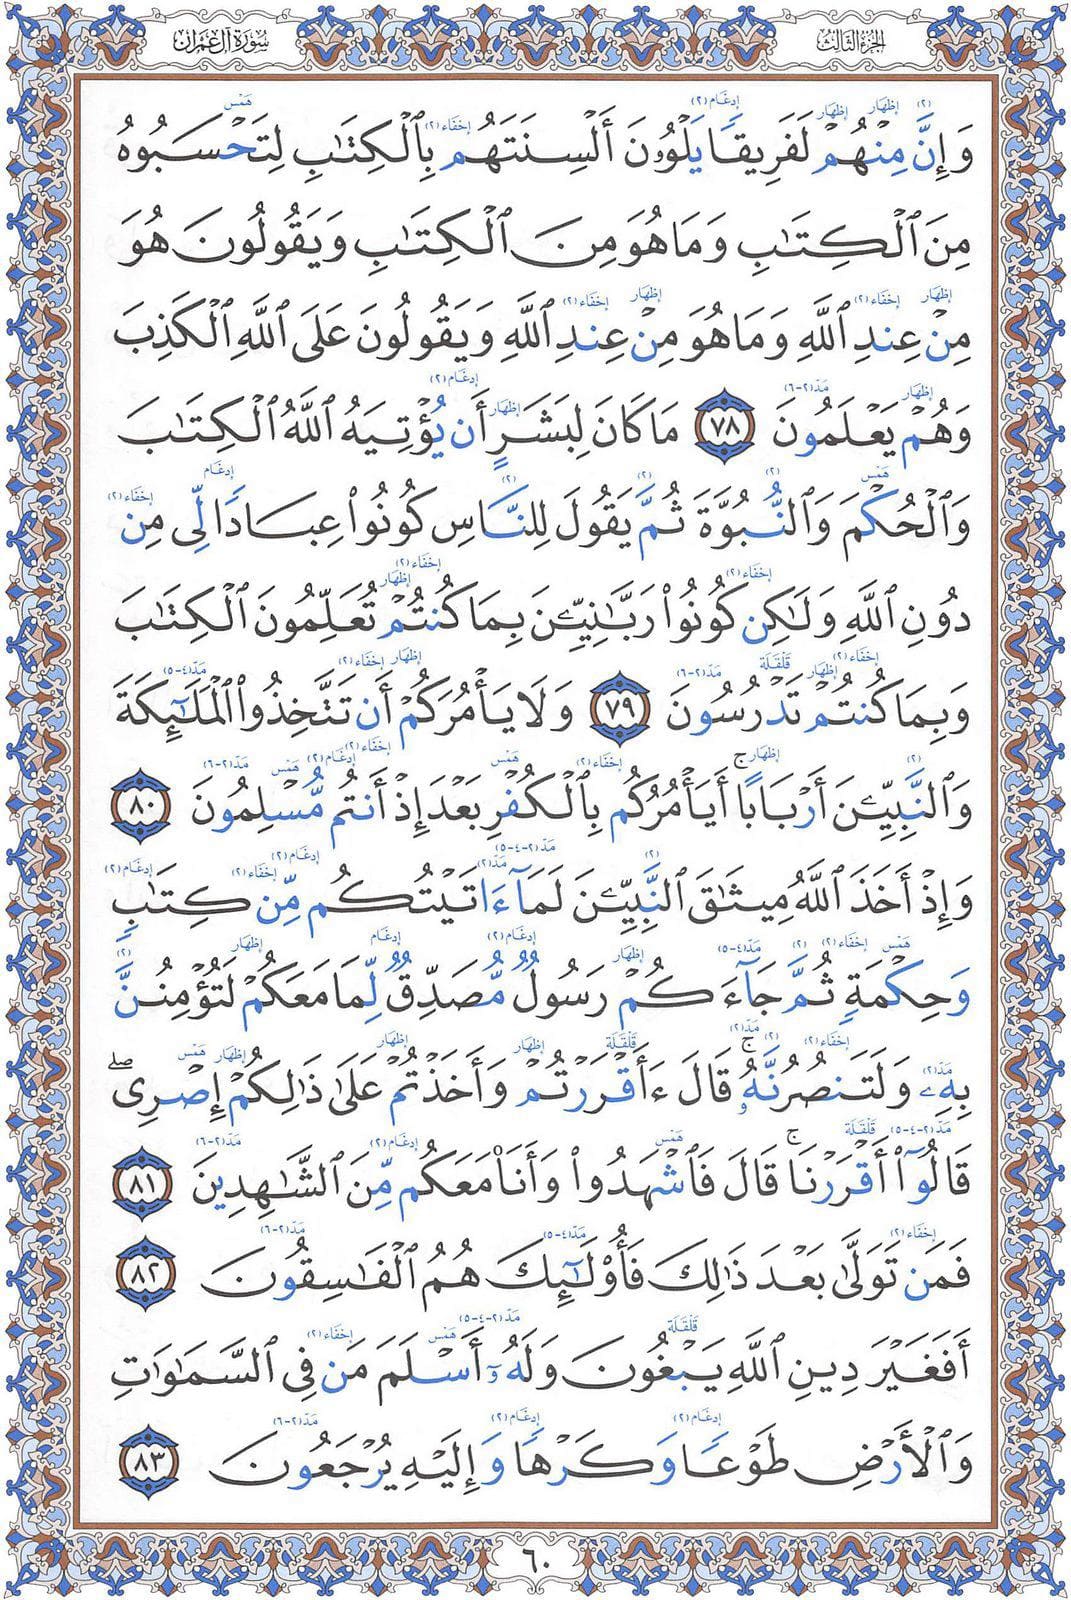 سورة آل عمران
الجزء الثالث
وَإِنَّ مِنْهُمْ لَفَرِيقًا يَلْوُۥنَ أَلْسِنَتَهُم بِٱلْكِتَٰبِ لِتَحْسَبُوهُ
مِنَ ٱلْكِتَٰبِ وَمَا هُوَ مِنَ ٱلْكِتَٰبِ وَيَقُولُونَ هُوَ
مِنْ عِندِ ٱللَّهِ وَمَا هُوَ مِنْ عِندِ ٱللَّهِ وَيَقُولُونَ عَلَى ٱللَّهِ ٱلْكَذِبَ
وَهُمْ يَعْلَمُونَ ٧٨ مَا كَانَ لِبَشَرٍ أَن يُؤْتِيَهُ ٱللَّهُ ٱلْكِتَٰبَ
وَٱلْحُكْمَ وَٱلنُّبُوَّةَ ثُمَّ يَقُولَ لِلنَّاسِ كُونُوا۟ عِبَادًا لِّى مِن
دُونِ ٱللَّهِ وَلَٰكِن كُونُوا۟ رَبَّٰنِيِّۦنَ بِمَا كُنتُمْ تُعَلِّمُونَ ٱلْكِتَٰبَ
وَبِمَا كُنتُمْ تَدْرُسُونَ ٧٩ وَلَا يَأْمُرَكُمْ أَن تَتَّخِذُوا۟ ٱلْمَلَٰٓئِكَةَ
وَٱلنَّبِيِّۦنَ أَرْبَابًا ۚ أَيَأْمُرُكُم بِٱلْكُفْرِ بَعْدَ إِذْ أَنتُم مُّسْلِمُونَ ٨٠
وَإِذْ أَخَذَ ٱللَّهُ مِيثَٰقَ ٱلنَّبِيِّۦنَ لَمَآ ءَاتَيْتُكُم مِّن كِتَٰبٍ
وَحِكْمَةٍ ثُمَّ جَآءَكُمْ رَسُولٌ مُّصَدِّقٌ لِّمَا مَعَكُمْ لَتُؤْمِنُنَّ
بِهِۦ وَلَتَنصُرُنَّهُۥ ۚ قَالَ ءَأَقْرَرْتُمْ وَأَخَذْتُمْ عَلَىٰ ذَٰلِكُمْ إِصْرِى ۖ
قَالُوٓا۟ أَقْرَرْنَا ۚ قَالَ فَٱشْهَدُوا۟ وَأَنَا۠ مَعَكُم مِّنَ ٱلشَّٰهِدِينَ ٨١
فَمَن تَوَلَّىٰ بَعْدَ ذَٰلِكَ فَأُو۟لَٰٓئِكَ هُمُ ٱلْفَٰسِقُونَ ٨٢
أَفَغَيْرَ دِينِ ٱللَّهِ يَبْغُونَ وَلَهُۥٓ أَسْلَمَ مَن فِى ٱلسَّمَٰوَٰتِ
وَٱلْأَرْضِ طَوْعًا وَكَرْهًا وَإِلَيْهِ يُرْجَعُونَ ٨٣
٦٠